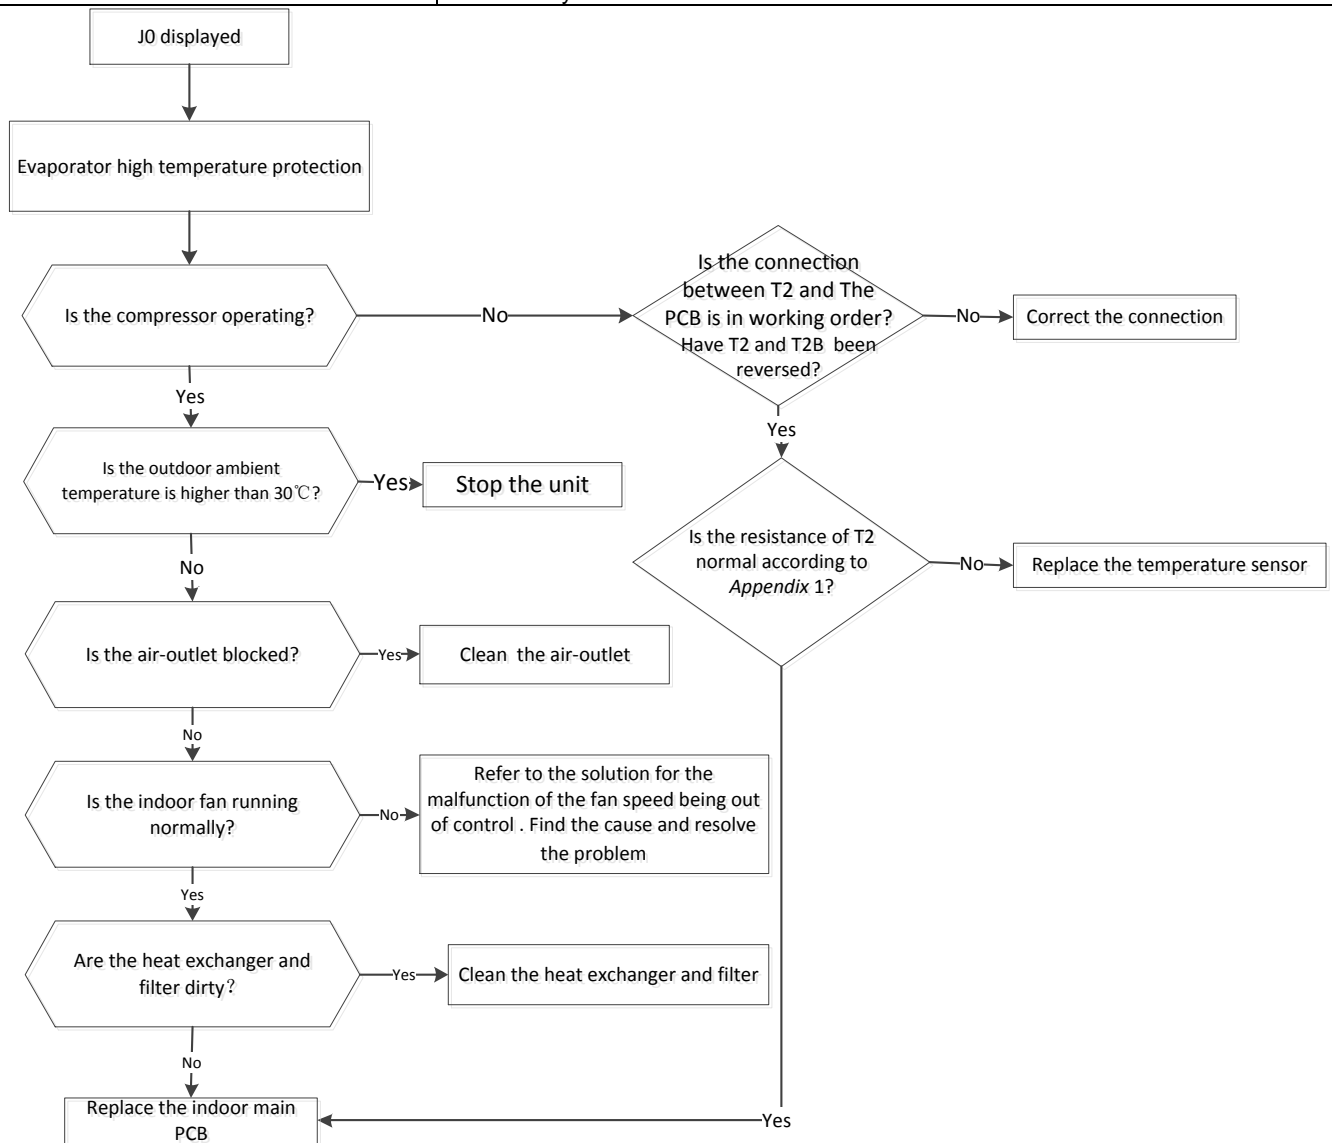 J0 displayed
Evaporator high temperature protection
Is the compressor operating?
No
Is the connection
between T2 and The
PCB is in working order?
Have T2 and T2B been
reversed?
No
Correct the connection
Yes
Yes
Is the outdoor ambient
temperature is higher than 30℃?
Yes
Stop the unit
No
Is the resistance of T2
normal according to
Appendix 1?
No
Replace the temperature sensor
Is the air-outlet blocked?
Yes
Clean the air-outlet
No
Is the indoor fan running
normally?
No
Refer to the solution for the
malfunction of the fan speed being out
of control . Find the cause and resolve
the problem
Yes
Are the heat exchanger and
filter dirty?
Yes
Clean the heat exchanger and filter
No
Replace the indoor main
PCB
Yes